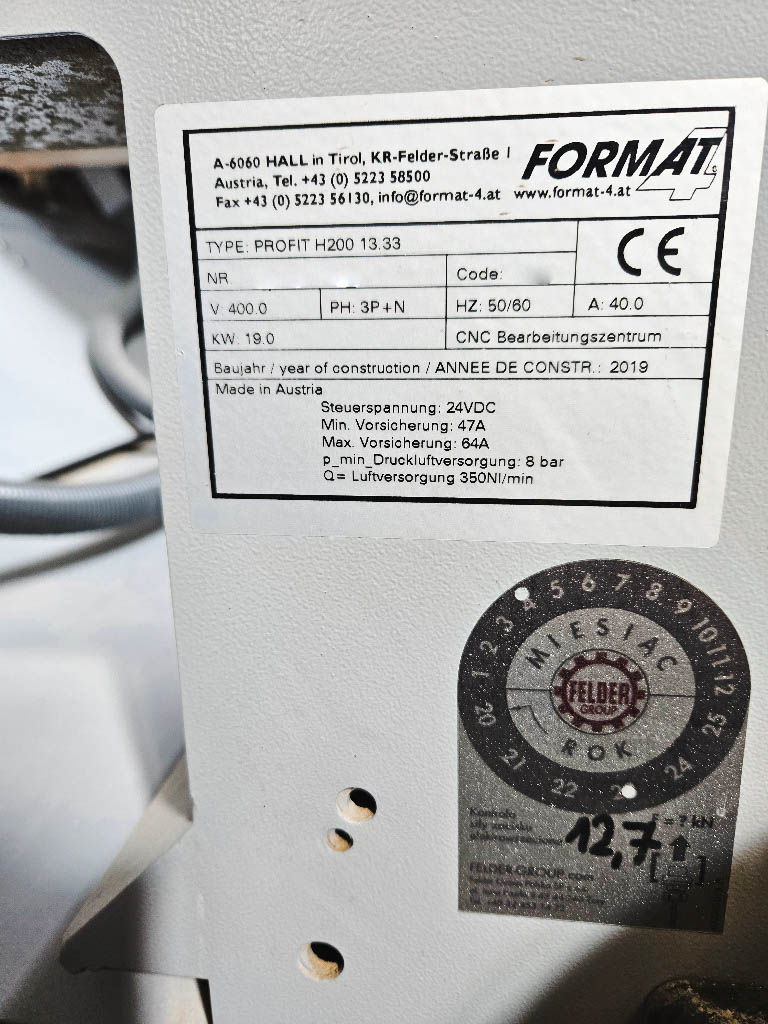 A-6060 HALL in Tirol, KR-Felder-Straße 1
Austria, Tel. +43 (0) 5223 58500
Fax +43 (0) 5223 56130, info@format-4.at www.format-4.at
FORMAT 4
TYPE: PROFIT H200 13.33
CE
NR
Code:
V: 400.0 PH: 3P+N HZ: 50/60 A: 40.0
KW: 19.0 CNC Bearbeitungszentrum
Baujahr / year of construction / ANNEE DE CONSTR.: 2019
Made in Austria
Steuerspannung: 24VDC
Min. Vorsicherung: 47A
Max. Vorsicherung: 64A
p_min_Druckluftversorgung: 8 bar
Q= Luftversorgung 350Nl/min
1 2 3 4 5 6 7 8 9 10 11 12
MIESIĄC
FELDER
GROUP
ROK
20 21 22 24 25
Kontrola
siły zacisku
F = ? kN
12,7
FELDER-GROUP.com